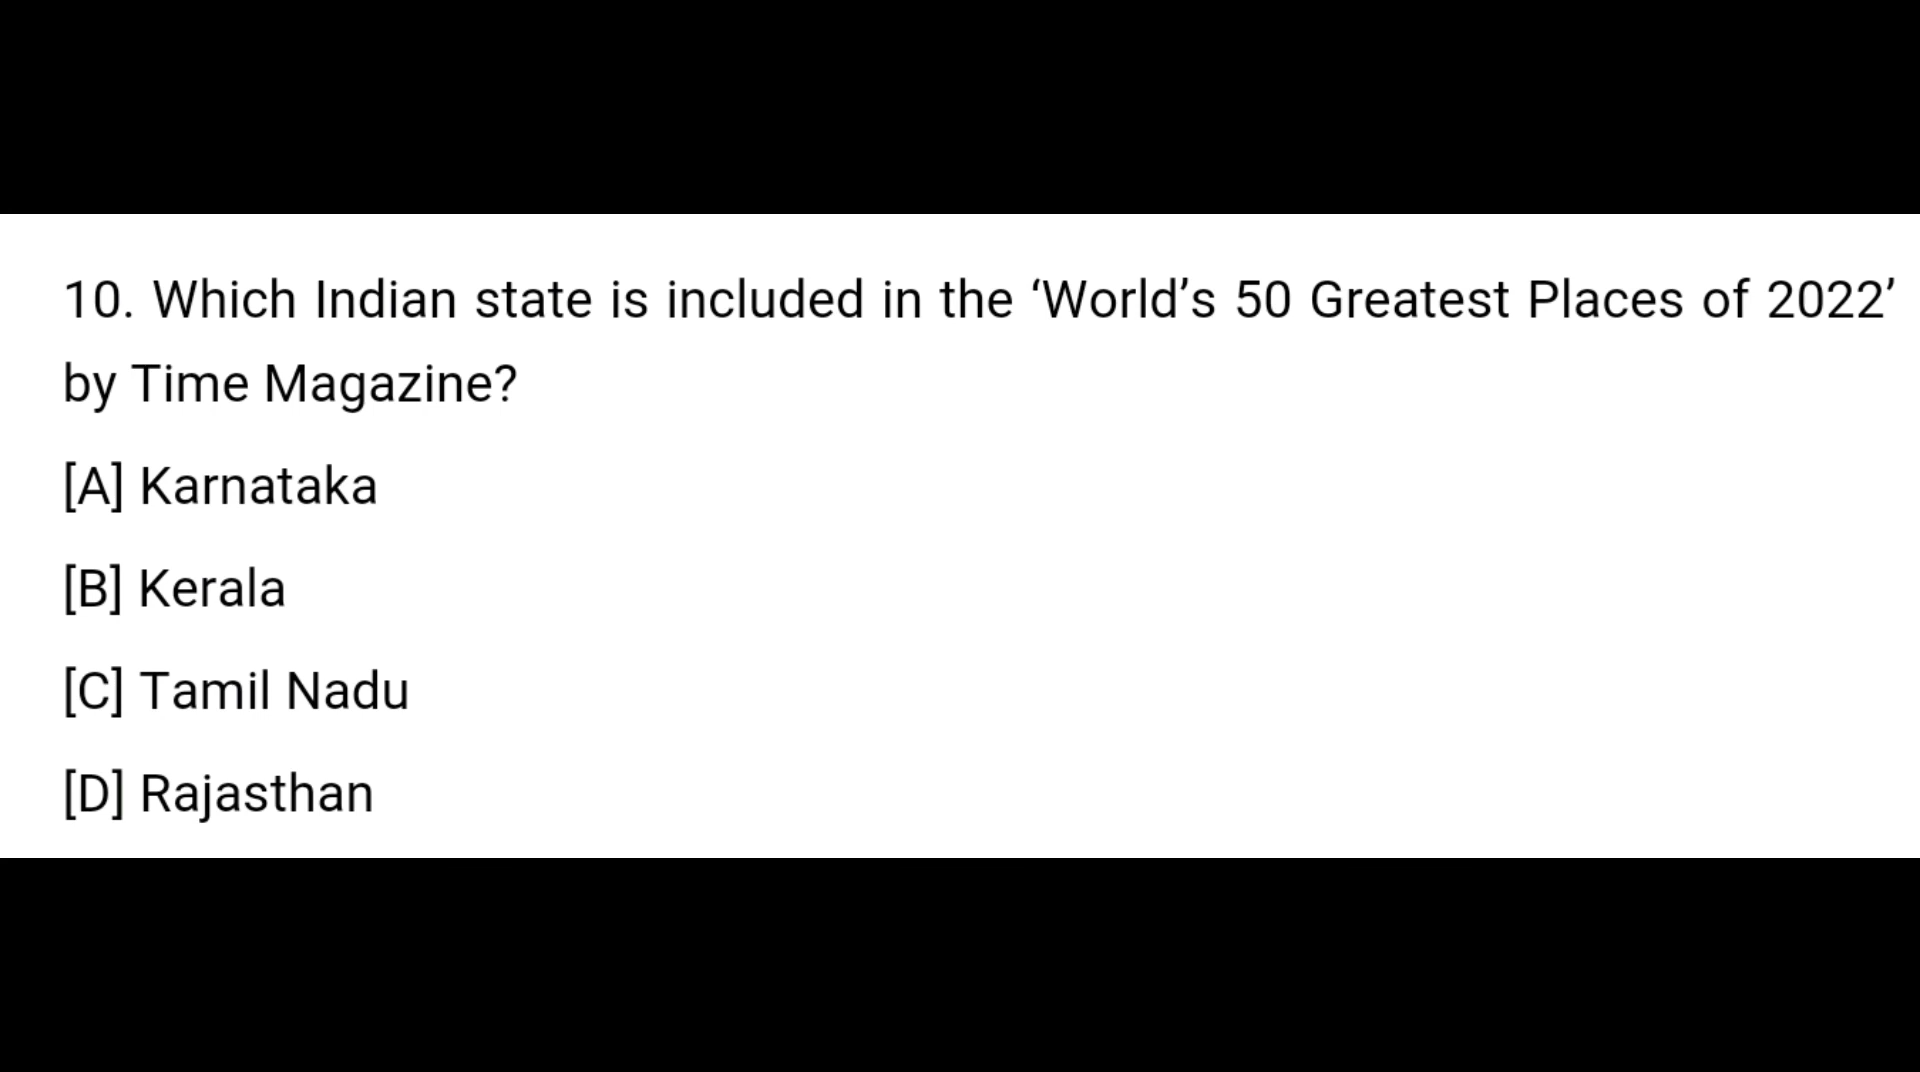 10. Which Indian state is included in the ‘World’s 50 Greatest Places of 2022’
by Time Magazine?
[A] Karnataka
[B] Kerala
[C] Tamil Nadu
[D] Rajasthan